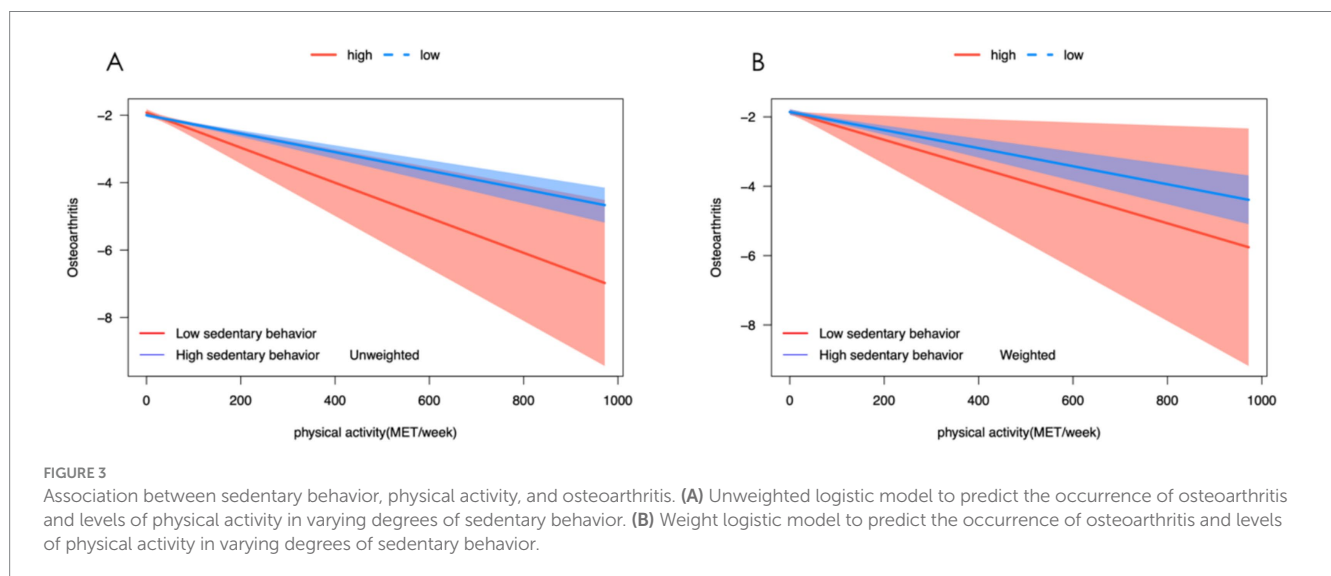 A
high low
Osteoarthritis
-2
-4
-6
-8
Low sedentary behavior
High sedentary behavior Unweighted
0 200 400 600 800 1000
physical activity(MET/week)
B
high low
Osteoarthritis
-2
-4
-6
-8
Low sedentary behavior
High sedentary behavior Weighted
0 200 400 600 800 1000
physical activity(MET/week)
FIGURE 3
Association between sedentary behavior, physical activity, and osteoarthritis. (A) Unweighted logistic model to predict the occurrence of osteoarthritis
and levels of physical activity in varying degrees of sedentary behavior. (B) Weight logistic model to predict the occurrence of osteoarthritis and levels
of physical activity in varying degrees of sedentary behavior.